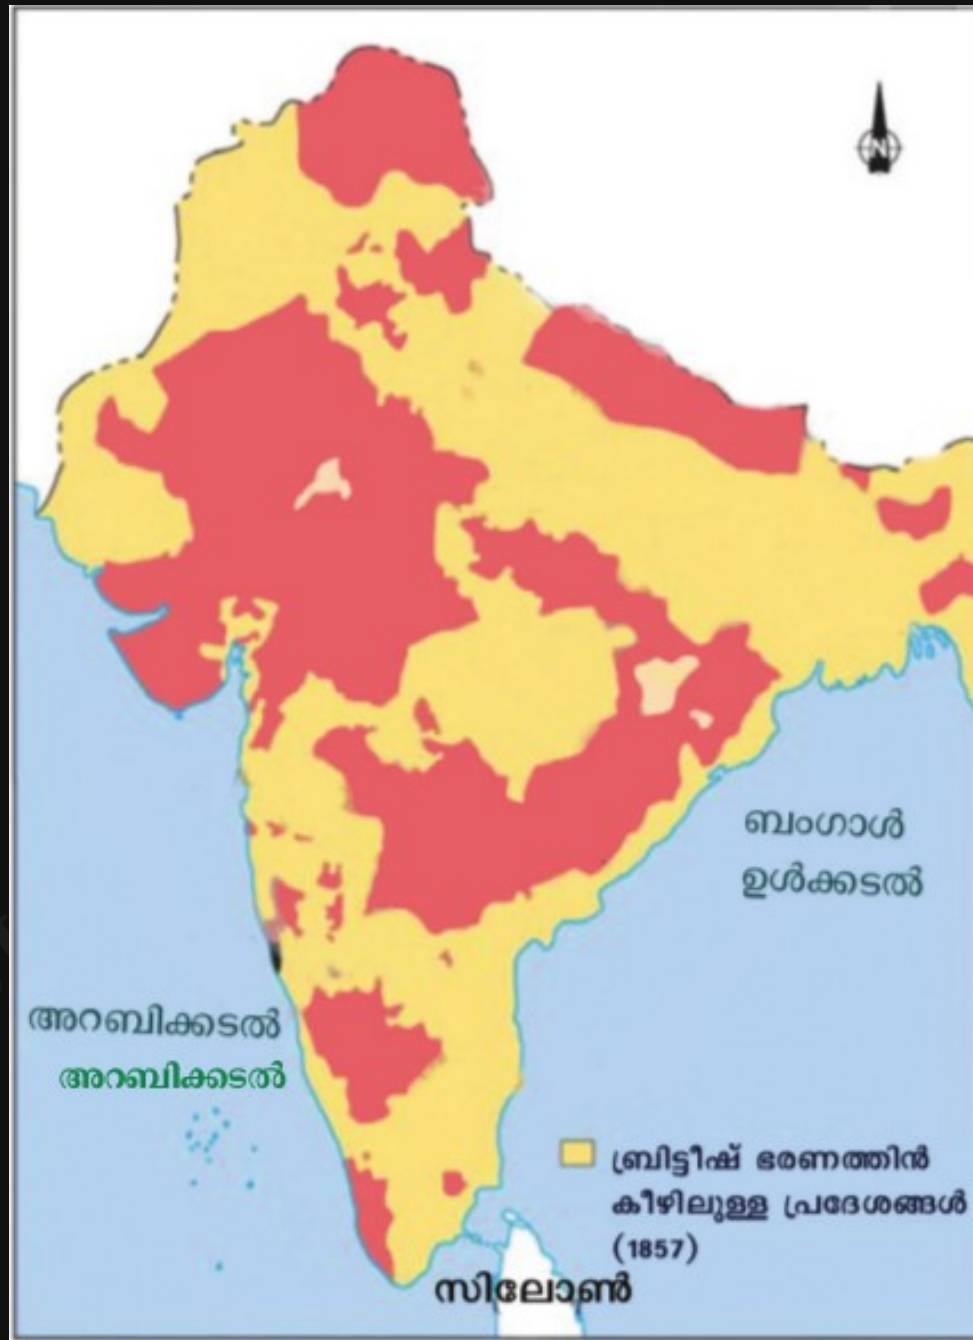 N
ബംഗാൾ
ഉൾക്കടൽ
അറബിക്കടൽ
അറബിക്കടൽ
ബ്രിട്ടീഷ് ഭരണത്തിൻ
കീഴിലുള്ള പ്രദേശങ്ങൾ
(1857)
സിലോൺ